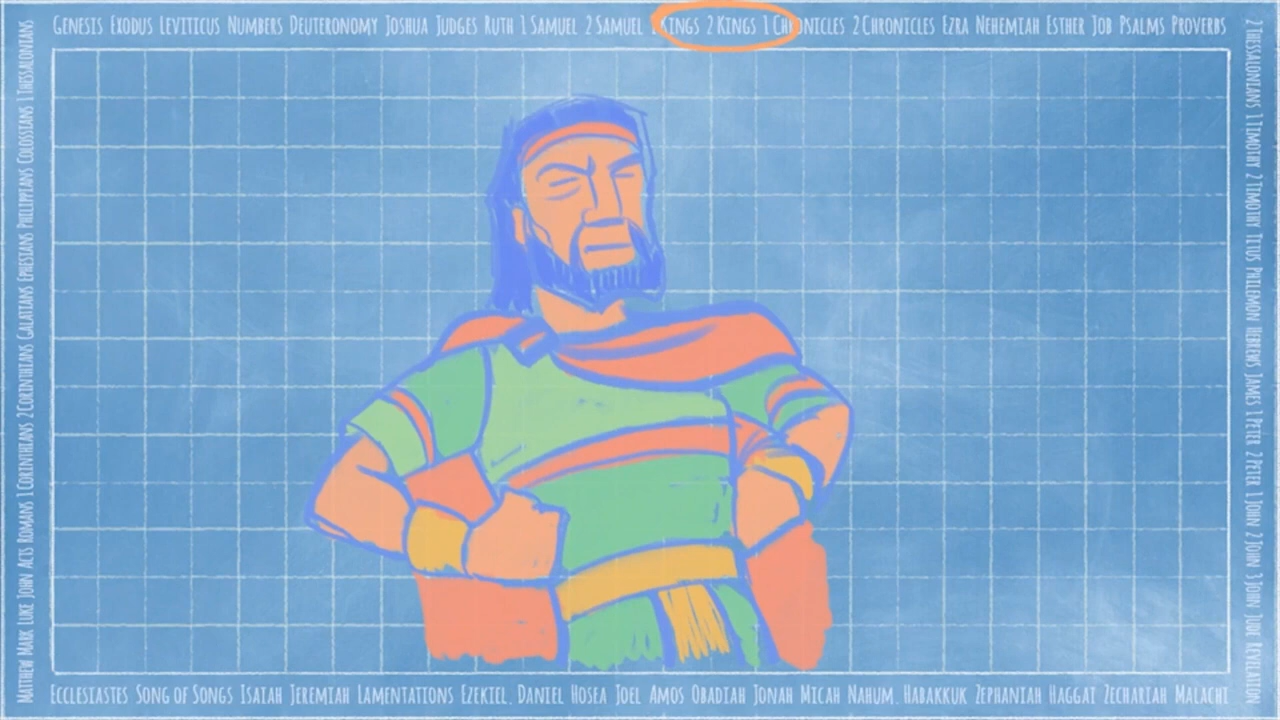 Genesis Exodus Leviticus Numbers Deuteronomy Joshua Judges Ruth 1 Samuel 2 Samuel 1 Kings 2 Kings 1 Chronicles 2 Chronicles Ezra Nehemiah Esther Job Psalms Proverbs
Ecclesiastes Song of Songs Isaiah Jeremiah Lamentations Ezekiel Daniel Hosea Joel Amos Obadiah Jonah Micah Nahum Habakkuk Zephaniah Haggai Zechariah Malachi
Matthew Mark Luke John Acts Romans 1 Corinthians 2 Corinthians Galatians Ephesians Philippians Colossians 1 Thessalonians
2 Thessalonians 1 Timothy 2 Timothy Titus Philemon Hebrews James 1 Peter 2 Peter 1 John 2 John 3 John Jude Revelation